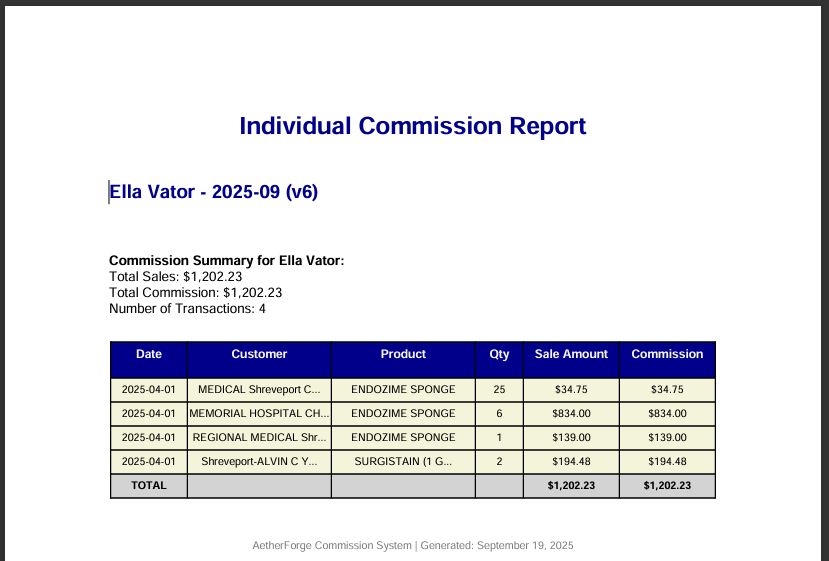 Individual Commission Report
Ella Vator - 2025-09 (v6)
Commission Summary for Ella Vator:
Total Sales: $1,202.23
Total Commission: $1,202.23
Number of Transactions: 4
Date Customer Product Qty Sale Amount Commission
2025-04-01 MEDICAL Shreveport C... ENDOZIME SPONGE 25 $34.75 $34.75
2025-04-01 MEMORIAL HOSPITAL CH... ENDOZIME SPONGE 6 $834.00 $834.00
2025-04-01 REGIONAL MEDICAL Shr... ENDOZIME SPONGE 1 $139.00 $139.00
2025-04-01 Shreveport-ALVIN C Y... SURGISTAIN (1 G... 2 $194.48 $194.48
TOTAL $1,202.23 $1,202.23
AetherForge Commission System | Generated: September 19, 2025